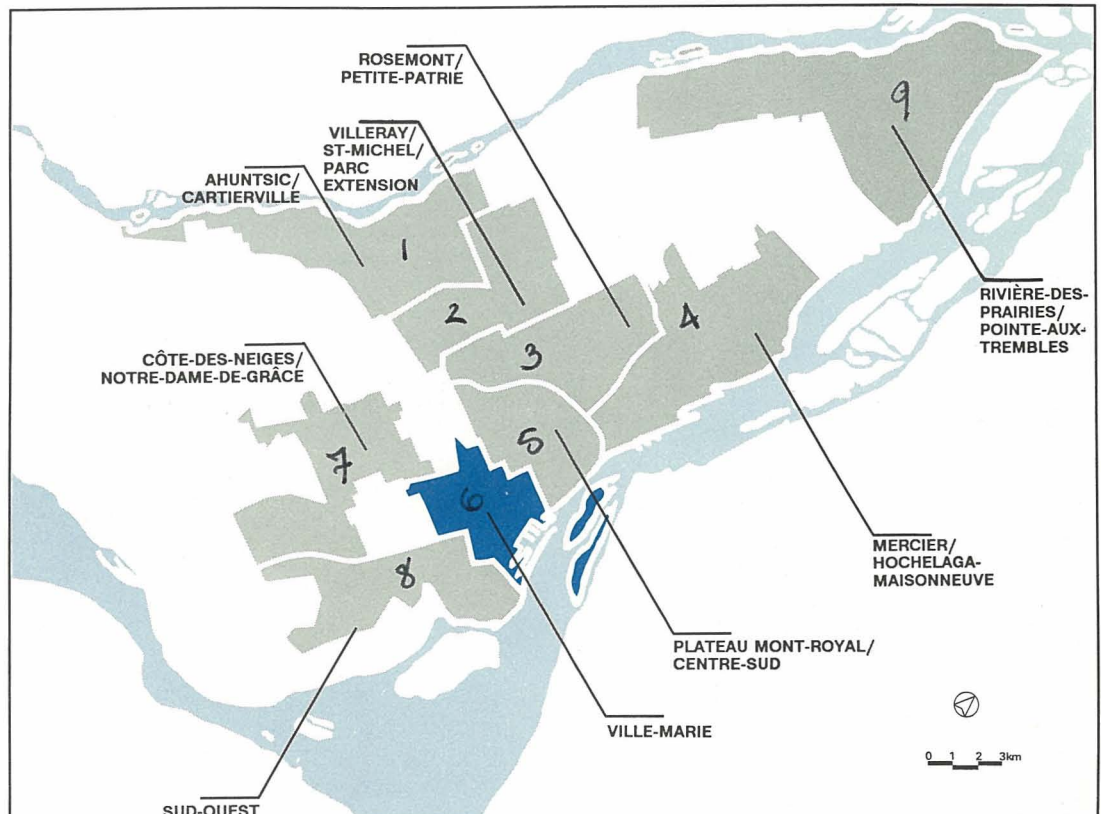 ROSEMONT/
PETITE-PATRIE
VILLERAY/
ST-MICHEL/
PARC
EXTENSION
AHUNTSIC/
CARTIERVILLE
9
1
2
3
4
RIVIÈRE-DES-
PRAIRIES/
POINTE-AUX-
TREMBLES
CÔTE-DES-NEIGES/
NOTRE-DAME-DE-GRÂCE
7
5
6
8
MERCIER/
HOCHELAGA-
MAISONNEUVE
PLATEAU MONT-ROYAL/
CENTRE-SUD
VILLE-MARIE
0 1 2 3km
SUD-OUEST